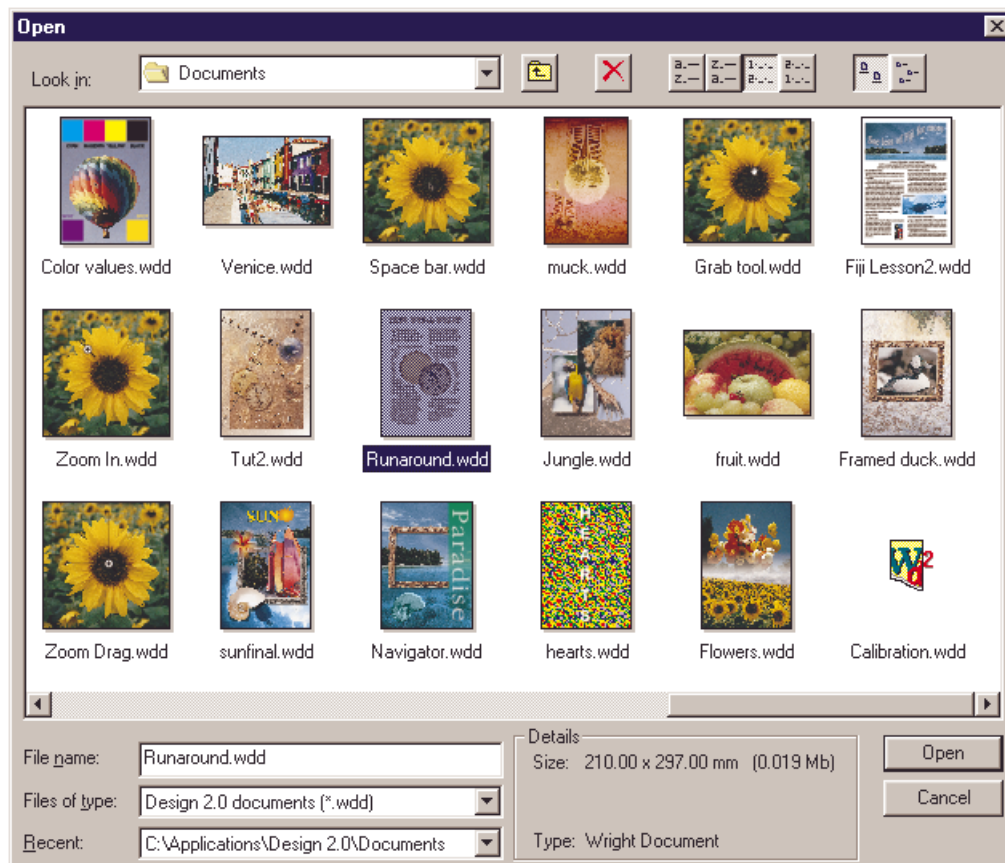 Open
Look in: Documents
Color values.wdd Venice.wdd Space bar.wdd muck.wdd Grab tool.wdd Fiji Lesson2.wdd
Zoom In.wdd Tut2.wdd Runaround.wdd Jungle.wdd fruit.wdd Framed duck.wdd
SUN
Paradise
HEARTS
W 2
Zoom Drag.wdd sunfinal.wdd Navigator.wdd hearts.wdd Flowers.wdd Calibration.wdd
File name: Runaround.wdd
Files of type: Design 2.0 documents (*.wdd)
Recent: C:\Applications\Design 2.0\Documents
Details
Size: 210.00 x 297.00 mm (0.019 Mb)
Type: Wright Document
Open
Cancel